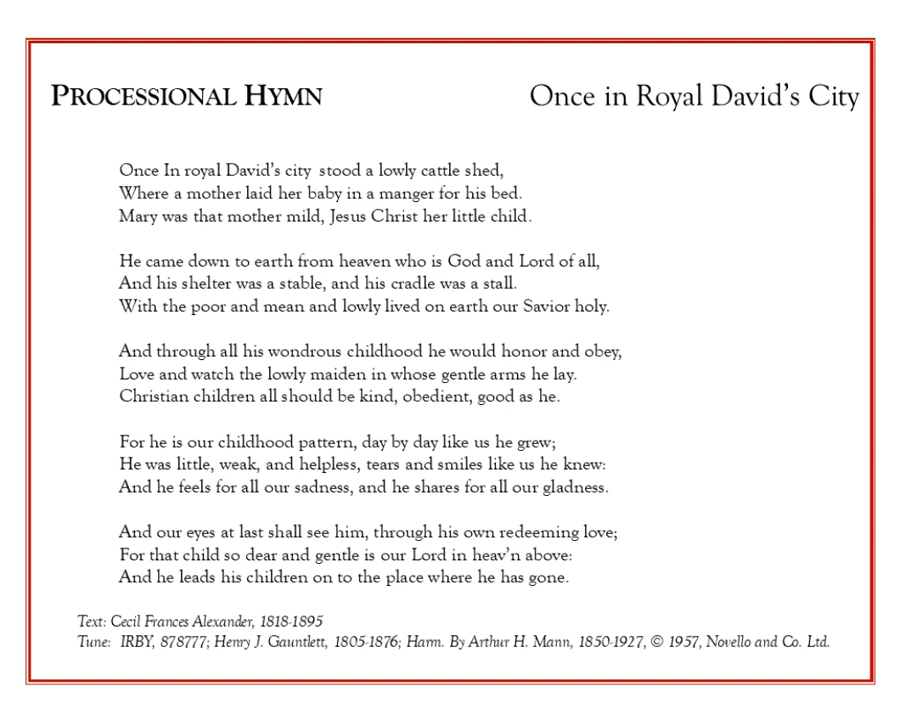 PROCESSIONAL HYMN Once in Royal David's City
Once In royal David's city stood a lowly cattle shed,
Where a mother laid her baby in a manger for his bed.
Mary was that mother mild, Jesus Christ her little child.
He came down to earth from heaven who is God and Lord of all,
And his shelter was a stable, and his cradle was a stall.
With the poor and mean and lowly lived on earth our Savior holy.
And through all his wondrous childhood he would honor and obey,
Love and watch the lowly maiden in whose gentle arms he lay.
Christian children all should be kind, obedient, good as he.
For he is our childhood pattern, day by day like us he grew;
He was little, weak, and helpless, tears and smiles like us he knew:
And he feels for all our sadness, and he shares for all our gladness.
And our eyes at last shall see him, through his own redeeming love;
For that child so dear and gentle is our Lord in heav'n above:
And he leads his children on to the place where he has gone.
Text: Cecil Frances Alexander, 1818-1895
Tune: IRBY, 878777; Henry J. Gauntlett, 1805-1876; Harm. By Arthur H. Mann, 1850-1927, © 1957, Novello and Co. Ltd.